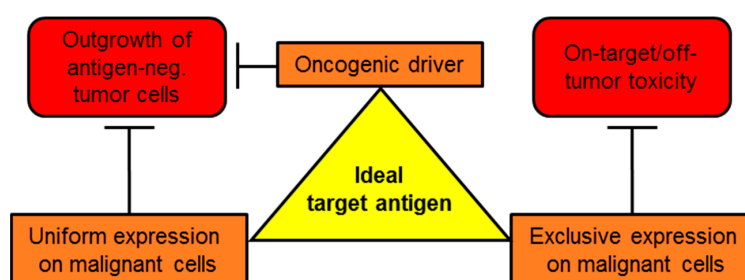 Outgrowth of
antigen-neg.
tumor cells
Oncogenic driver
On-target/off-
tumor toxicity
Ideal
target antigen
Uniform expression
on malignant cells
Exclusive expression
on malignant cells